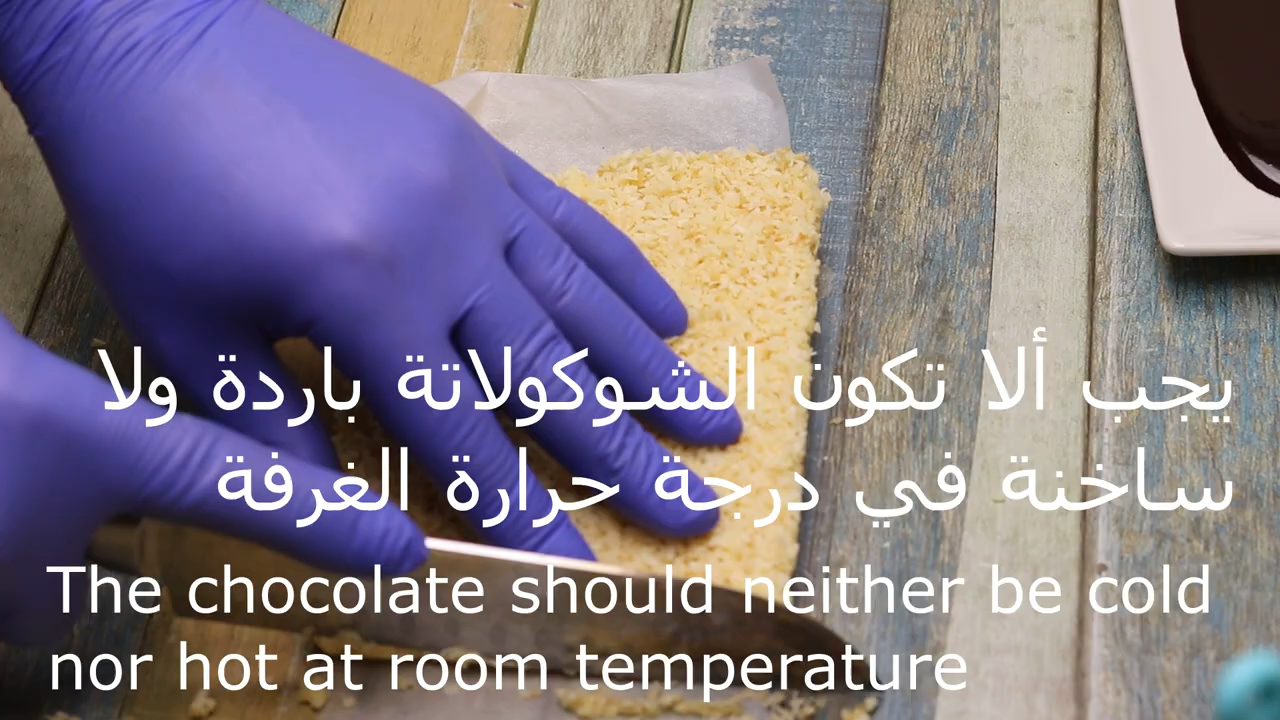 يجب ألا تكون الشوكولاتة باردة ولا
ساخنة في درجة حرارة الغرفة
The chocolate should neither be cold
nor hot at room temperature